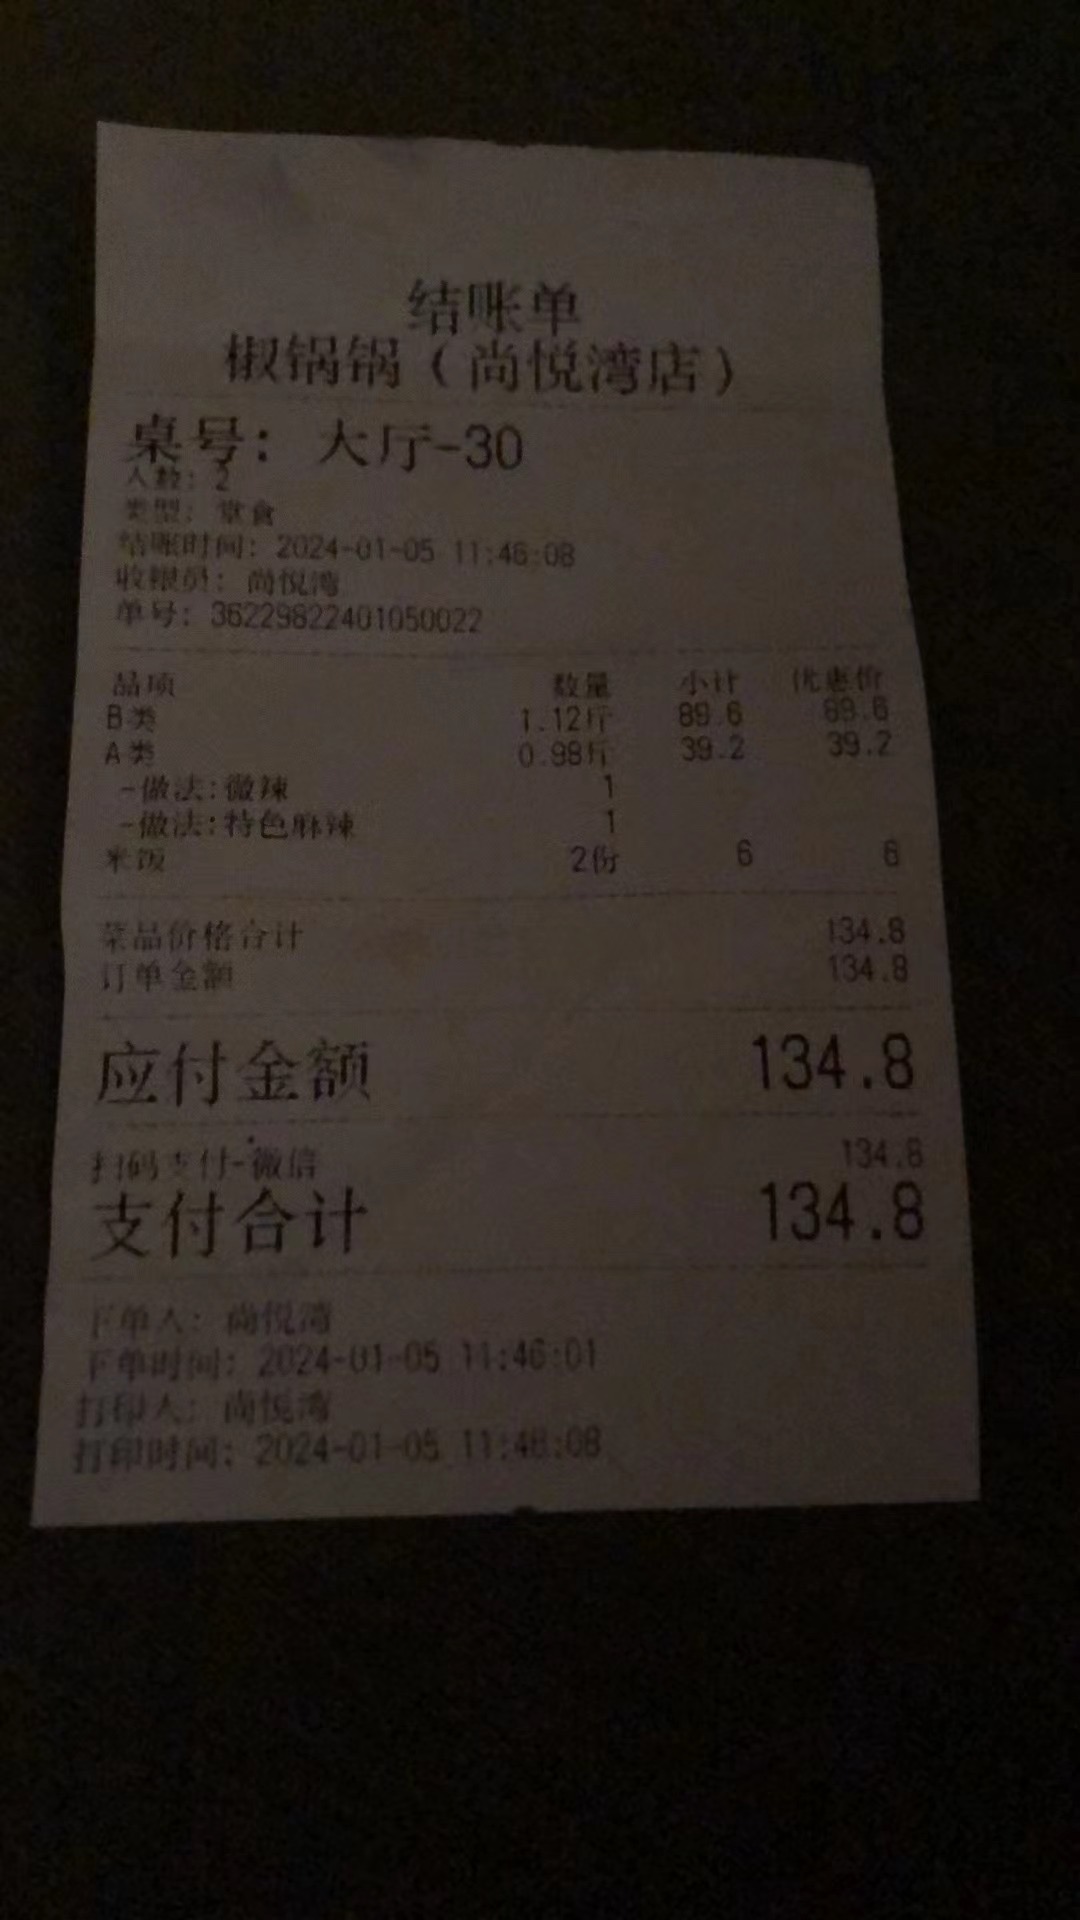 结账单
椒锅锅（尚悦湾店）
桌号: 大厅-30
人数: 2
类型: 堂食
结账时间: 2024-01-05 11:46:08
收银员: 尚悦湾
单号: 36229822401050022
品项 数量 小计 优惠价
B类 1.12斤 89.6 89.6
A类 0.98斤 39.2 39.2
-做法:微辣 1
-做法:特色麻辣 1
米饭 2份 6 6
菜品价格合计 134.8
订单金额 134.8
应付金额 134.8
扫码支付-微信 134.8
支付合计 134.8
下单人: 尚悦湾
下单时间: 2024-01-05 11:46:01
打印人: 尚悦湾
打印时间: 2024-01-05 11:46:08